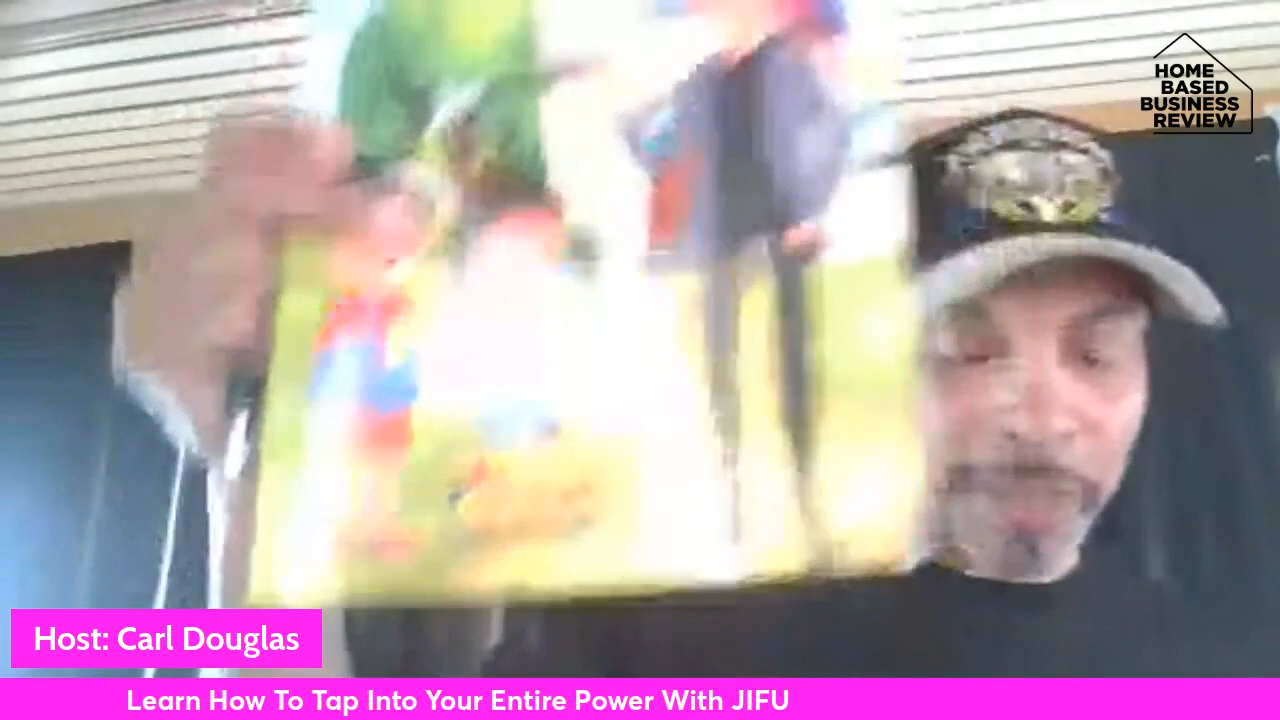 HOME
BASED
BUSINESS
REVIEW
Host: Carl Douglas
Learn How To Tap Into Your Entire Power With JIFU